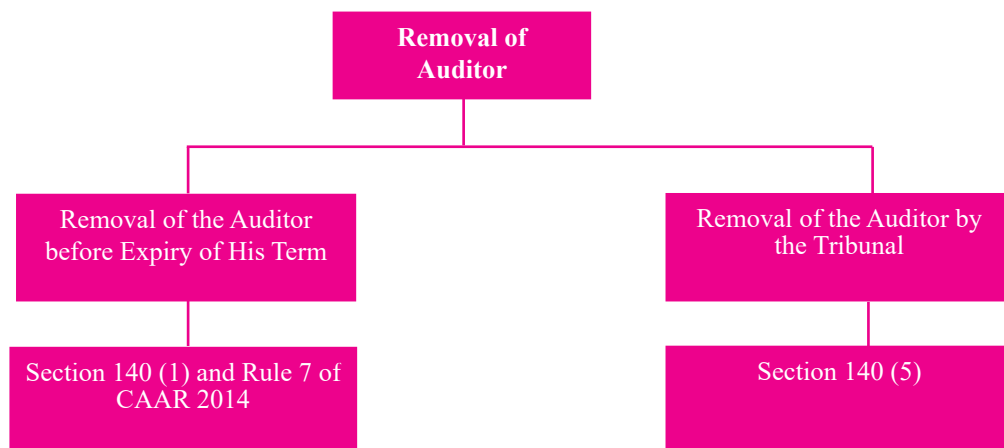 Removal of
Auditor
Removal of the Auditor
before Expiry of His Term
Removal of the Auditor by
the Tribunal
Section 140 (1) and Rule 7 of
CAAR 2014
Section 140 (5)